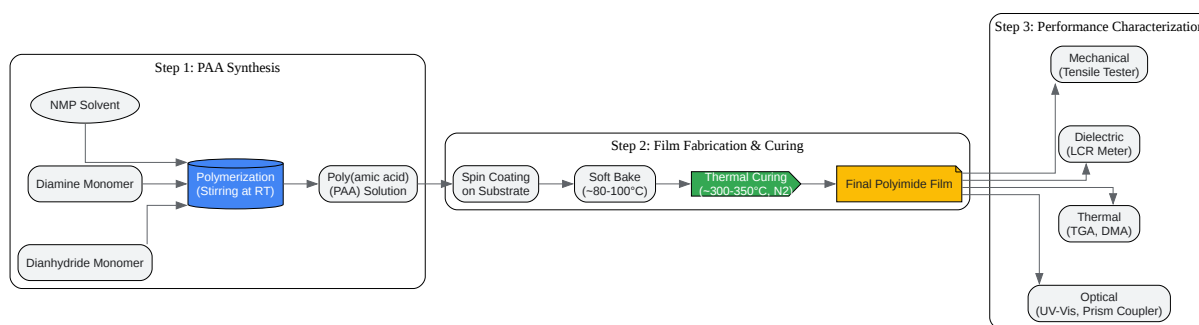 Step 1: PAA Synthesis
NMP Solvent
Diamine Monomer
Dianhydride Monomer
Polymerization
(Stirring at RT)
Poly(amic acid)
(PAA) Solution
Step 2: Film Fabrication & Curing
Spin Coating
on Substrate
Soft Bake
(~80-100°C)
Thermal Curing
(~300-350°C, N2)
Final Polyimide Film
Step 3: Performance Characterization
Mechanical
(Tensile Tester)
Dielectric
(LCR Meter)
Thermal
(TGA, DMA)
Optical
(UV-Vis, Prism Coupler)